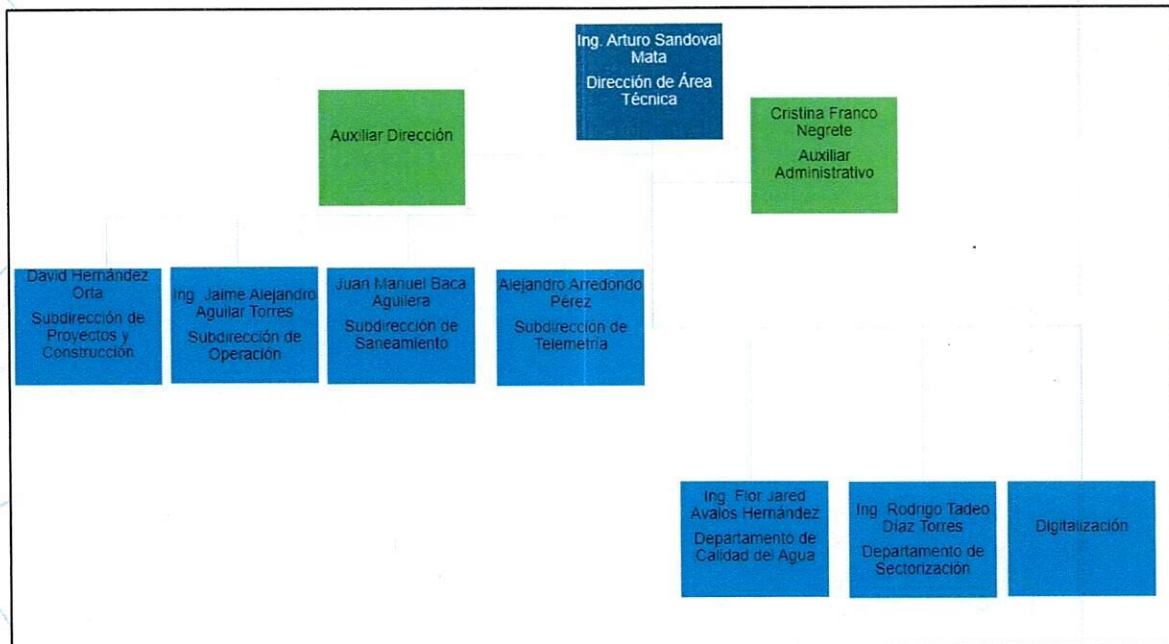 Ing. Arturo Sandoval
Mata
Dirección de Área
Técnica
Auxiliar Dirección
Cristina Franco
Negrete
Auxiliar
Administrativo
David Hernández
Orta
Subdirección de
Proyectos y
Construcción
Ing. Jaime Alejandro
Aguilar Torres
Subdirección de
Operación
Juan Manuel Baca
Aguilera
Subdirección de
Saneamiento
Alejandro Arredondo
Pérez
Subdirección de
Telemetría
Ing. Flor Jared
Avalos Hernández
Departamento de
Calidad del Agua
Ing. Rodrigo Tadeo
Díaz Torres
Departamento de
Sectorización
Digitalización